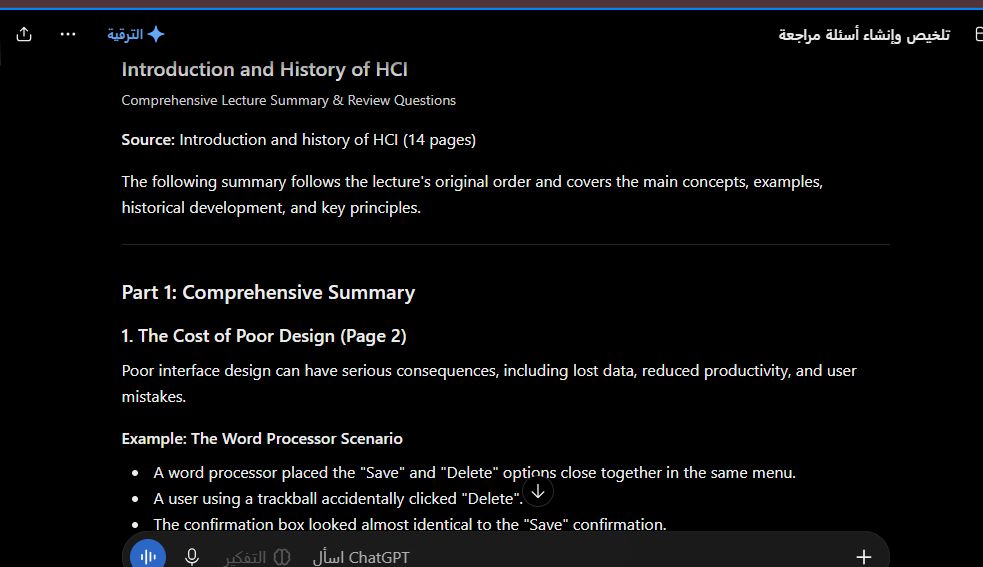 الترقية
تلخيص وإنشاء أسئلة مراجعة
Introduction and History of HCI
Comprehensive Lecture Summary & Review Questions
Source: Introduction and history of HCI (14 pages)
The following summary follows the lecture's original order and covers the main concepts, examples,
historical development, and key principles.
Part 1: Comprehensive Summary
1. The Cost of Poor Design (Page 2)
Poor interface design can have serious consequences, including lost data, reduced productivity, and user
mistakes.
Example: The Word Processor Scenario
• A word processor placed the "Save" and "Delete" options close together in the same menu.
• A user using a trackball accidentally clicked "Delete".
• The confirmation box looked almost identical to the "Save" confirmation.
التفكير
اسأل ChatGPT